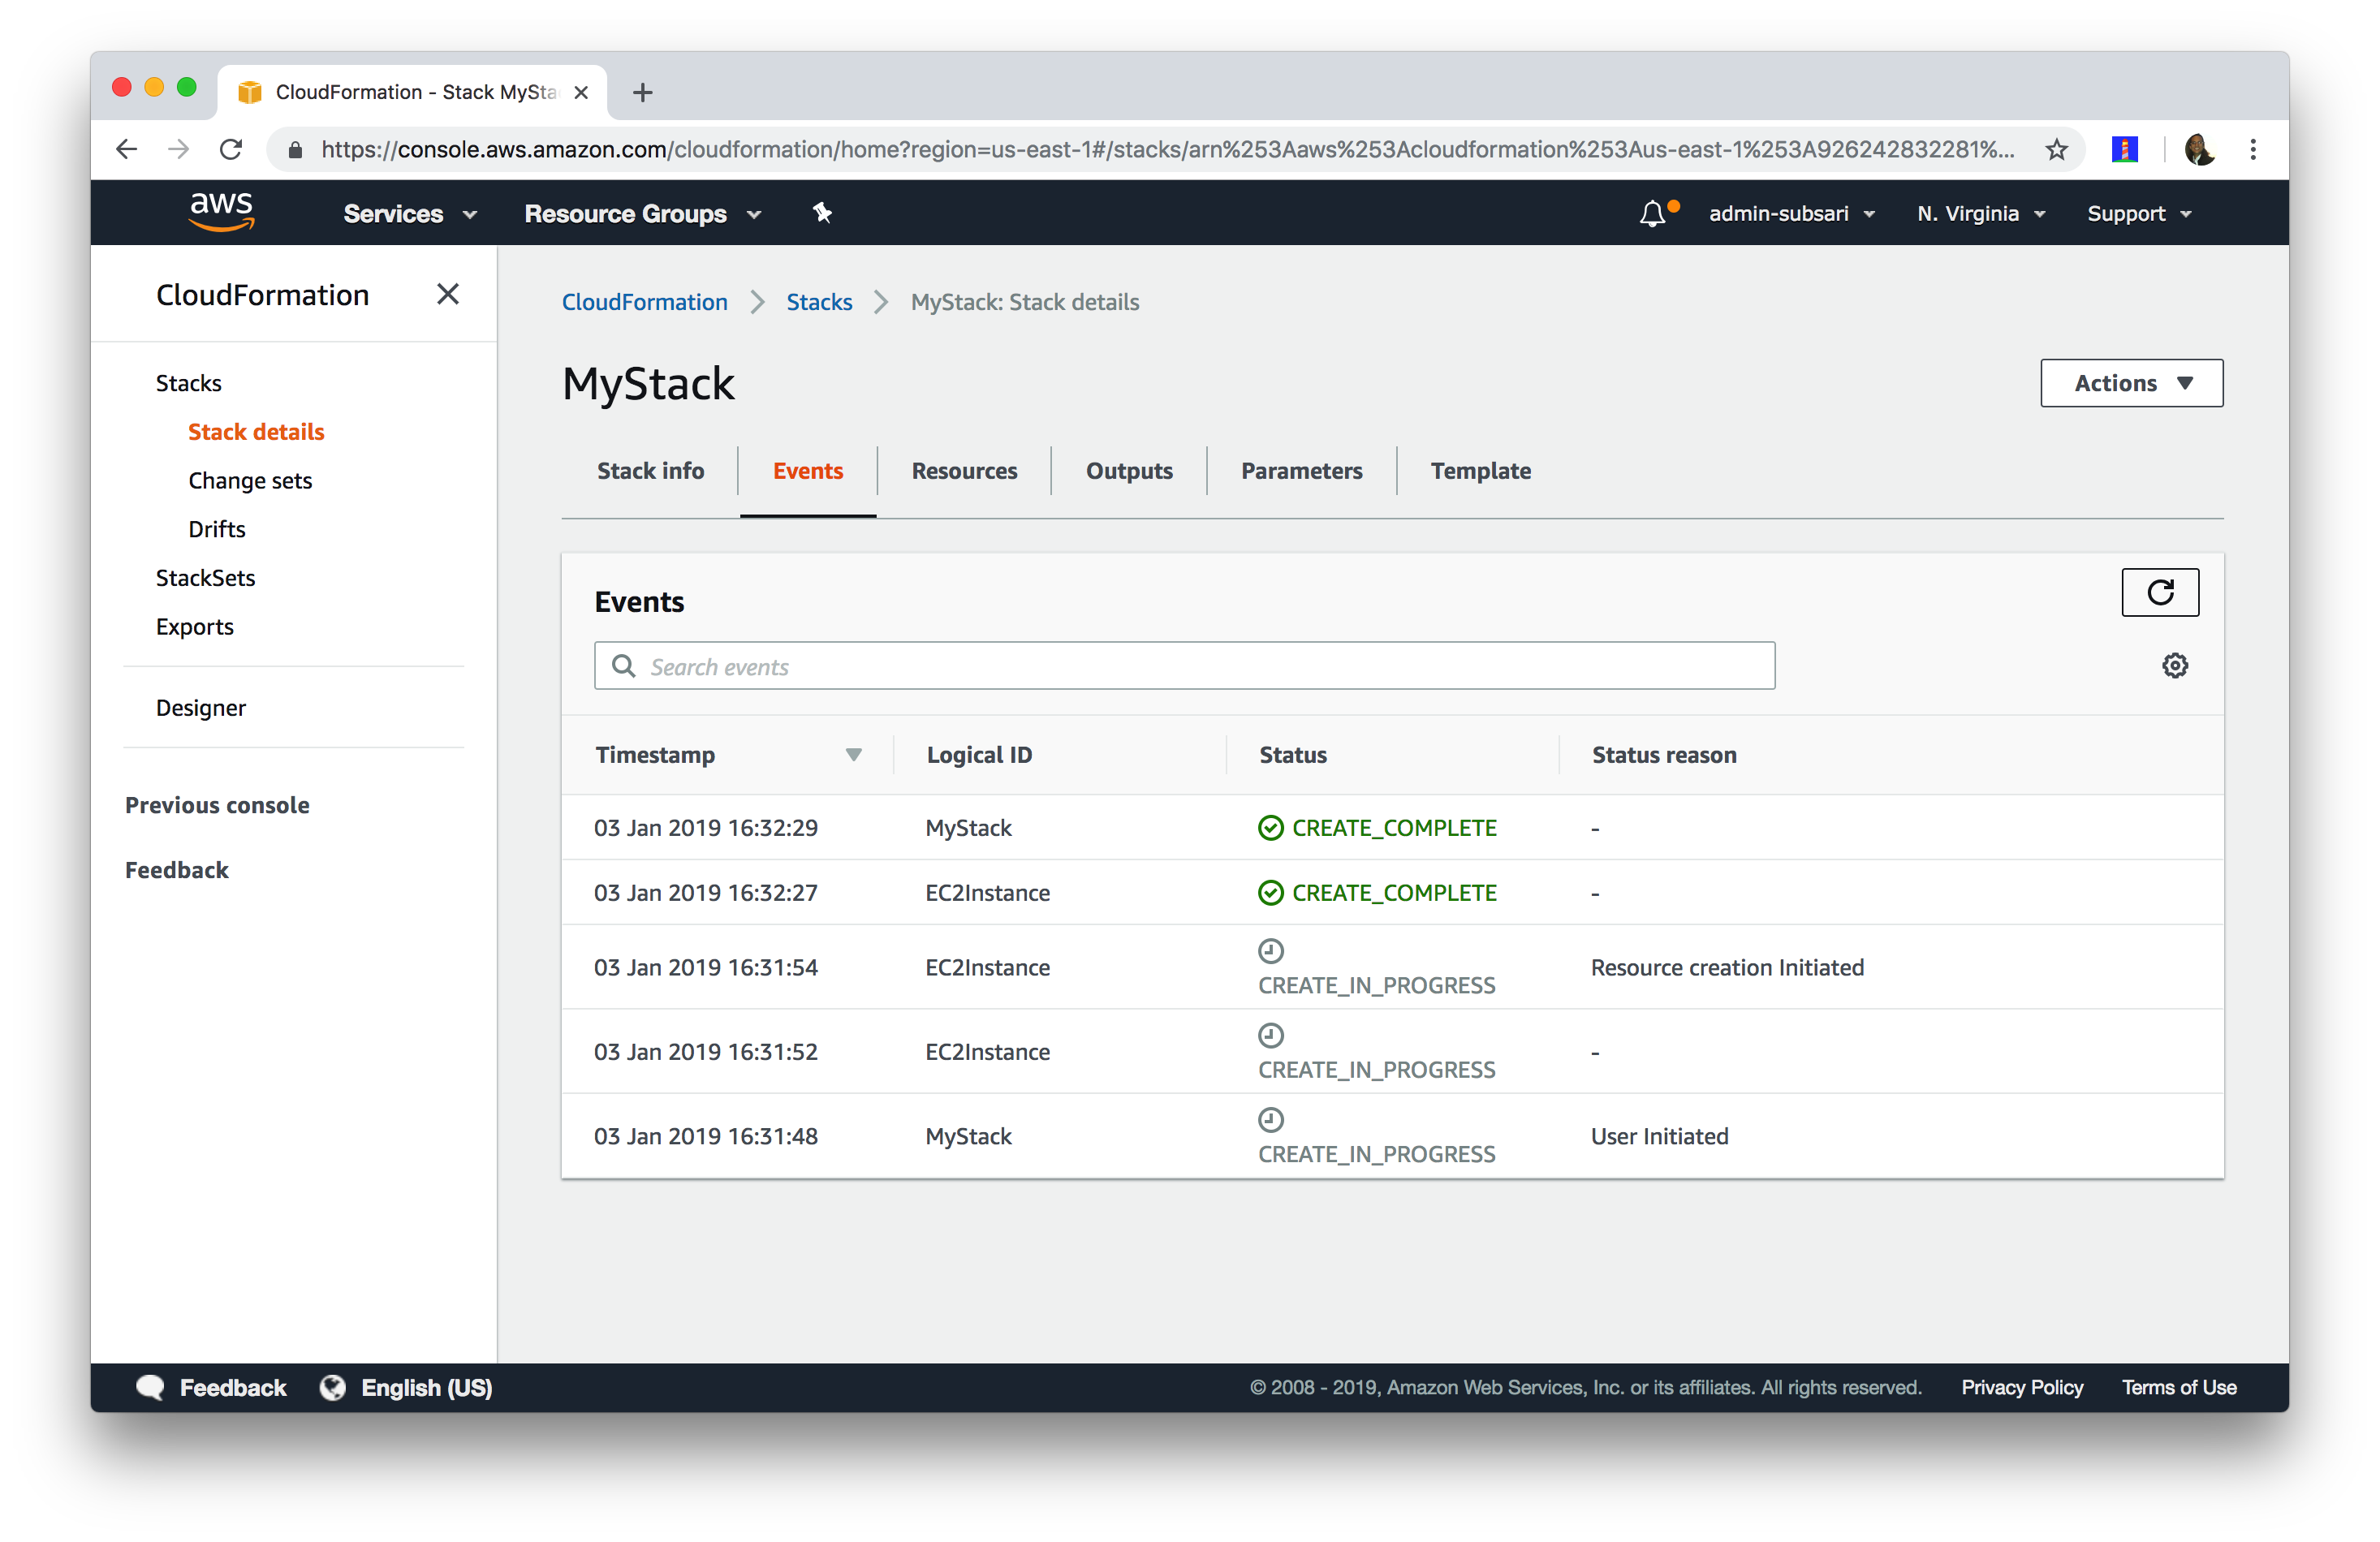 CloudFormation - Stack MySta
https://console.aws.amazon.com/cloudformation/home?region=us-east-1#/stacks/arn%253Aaws%253Acloudformation%253Aus-east-1%253A926242832281%...
aws Services Resource Groups admin-subsari N. Virginia Support
CloudFormation
Stacks
Stack details
Change sets
Drifts
StackSets
Exports
Designer
Previous console
Feedback
CloudFormation > Stacks > MyStack: Stack details
MyStack
Actions
Stack info Events Resources Outputs Parameters Template
Events
Search events
Timestamp Logical ID Status Status reason
03 Jan 2019 16:32:29 MyStack CREATE_COMPLETE -
03 Jan 2019 16:32:27 EC2Instance CREATE_COMPLETE -
03 Jan 2019 16:31:54 EC2Instance CREATE_IN_PROGRESS Resource creation Initiated
03 Jan 2019 16:31:52 EC2Instance CREATE_IN_PROGRESS -
03 Jan 2019 16:31:48 MyStack CREATE_IN_PROGRESS User Initiated
Feedback English (US) © 2008 - 2019, Amazon Web Services, Inc. or its affiliates. All rights reserved. Privacy Policy Terms of Use